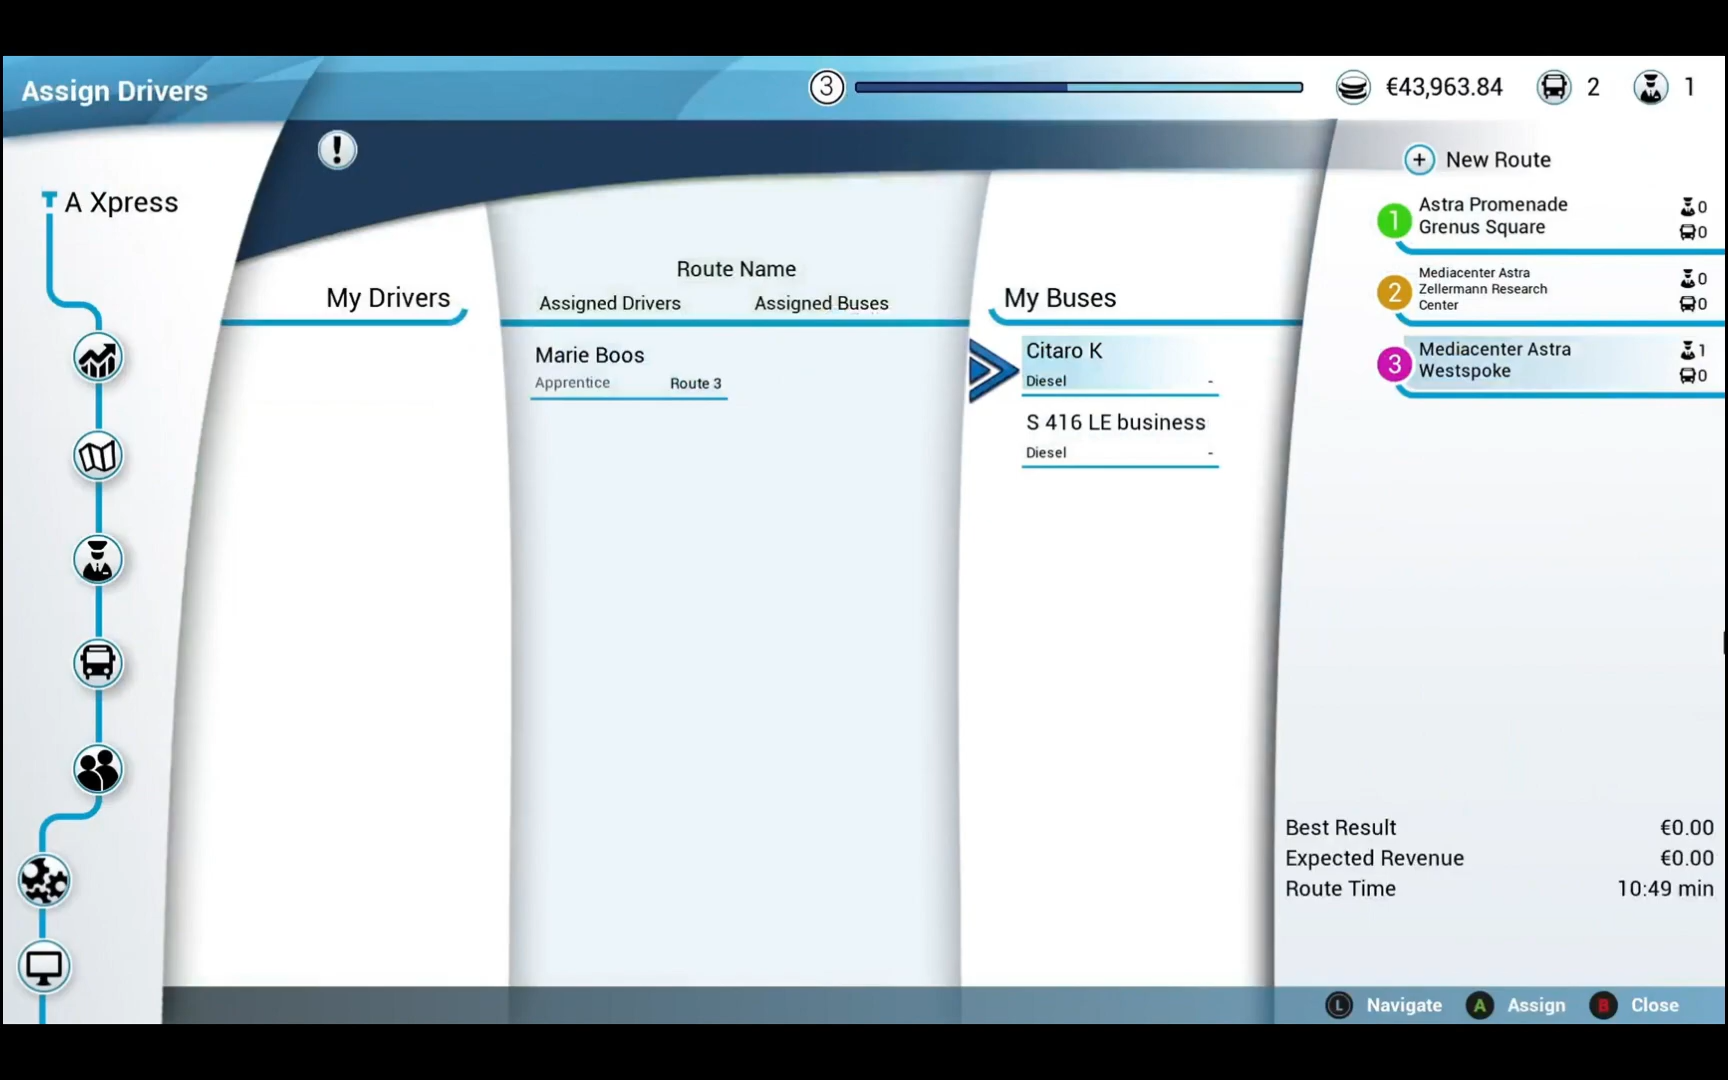 Assign Drivers
3
€43,963.84
2
1
!
A Xpress
My Drivers
Route Name
Assigned Drivers
Assigned Buses
Marie Boos
Apprentice
Route 3
My Buses
Citaro K
Diesel
-
S 416 LE business
Diesel
-
+ New Route
1
Astra Promenade
Grenus Square
0
0
2
Mediacenter Astra
Zellermann Research
Center
0
0
3
Mediacenter Astra
Westspoke
1
0
Best Result €0.00
Expected Revenue €0.00
Route Time 10:49 min
L Navigate A Assign B Close